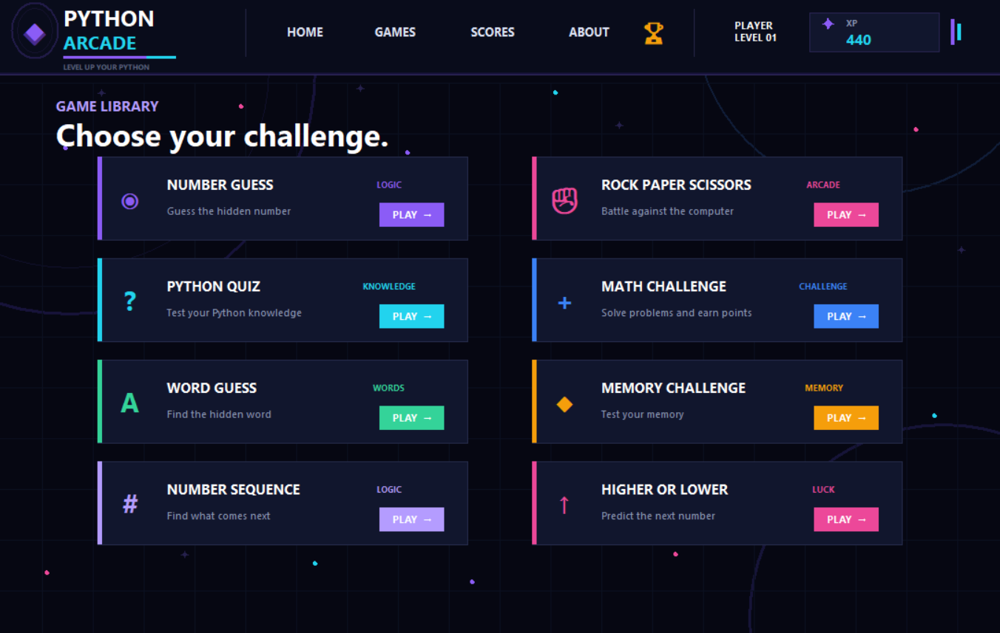 PYTHON
ARCADE
LEVEL UP YOUR PYTHON
HOME
GAMES
SCORES
ABOUT
PLAYER
LEVEL 01
XP
440
GAME LIBRARY
Choose your challenge.
NUMBER GUESS
LOGIC
Guess the hidden number
PLAY →
ROCK PAPER SCISSORS
ARCADE
Battle against the computer
PLAY →
?
PYTHON QUIZ
KNOWLEDGE
Test your Python knowledge
PLAY →
+
MATH CHALLENGE
CHALLENGE
Solve problems and earn points
PLAY →
A
WORD GUESS
WORDS
Find the hidden word
PLAY →
MEMORY CHALLENGE
MEMORY
Test your memory
PLAY →
#
NUMBER SEQUENCE
LOGIC
Find what comes next
PLAY →
↑
HIGHER OR LOWER
LUCK
Predict the next number
PLAY →